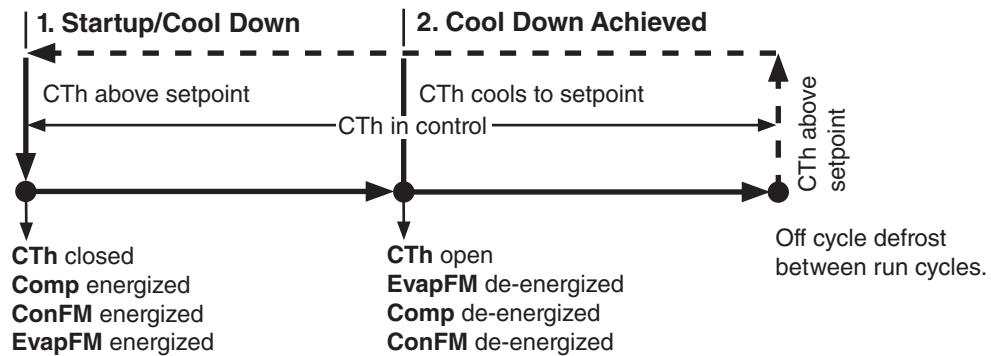 1. Startup/Cool Down
2. Cool Down Achieved
CTh above setpoint
CTh cools to setpoint
CTh in control
CTh above
setpoint
CTh closed
Comp energized
ConFM energized
EvapFM energized
CTh open
EvapFM de-energized
Comp de-energized
ConFM de-energized
Off cycle defrost
between run cycles.